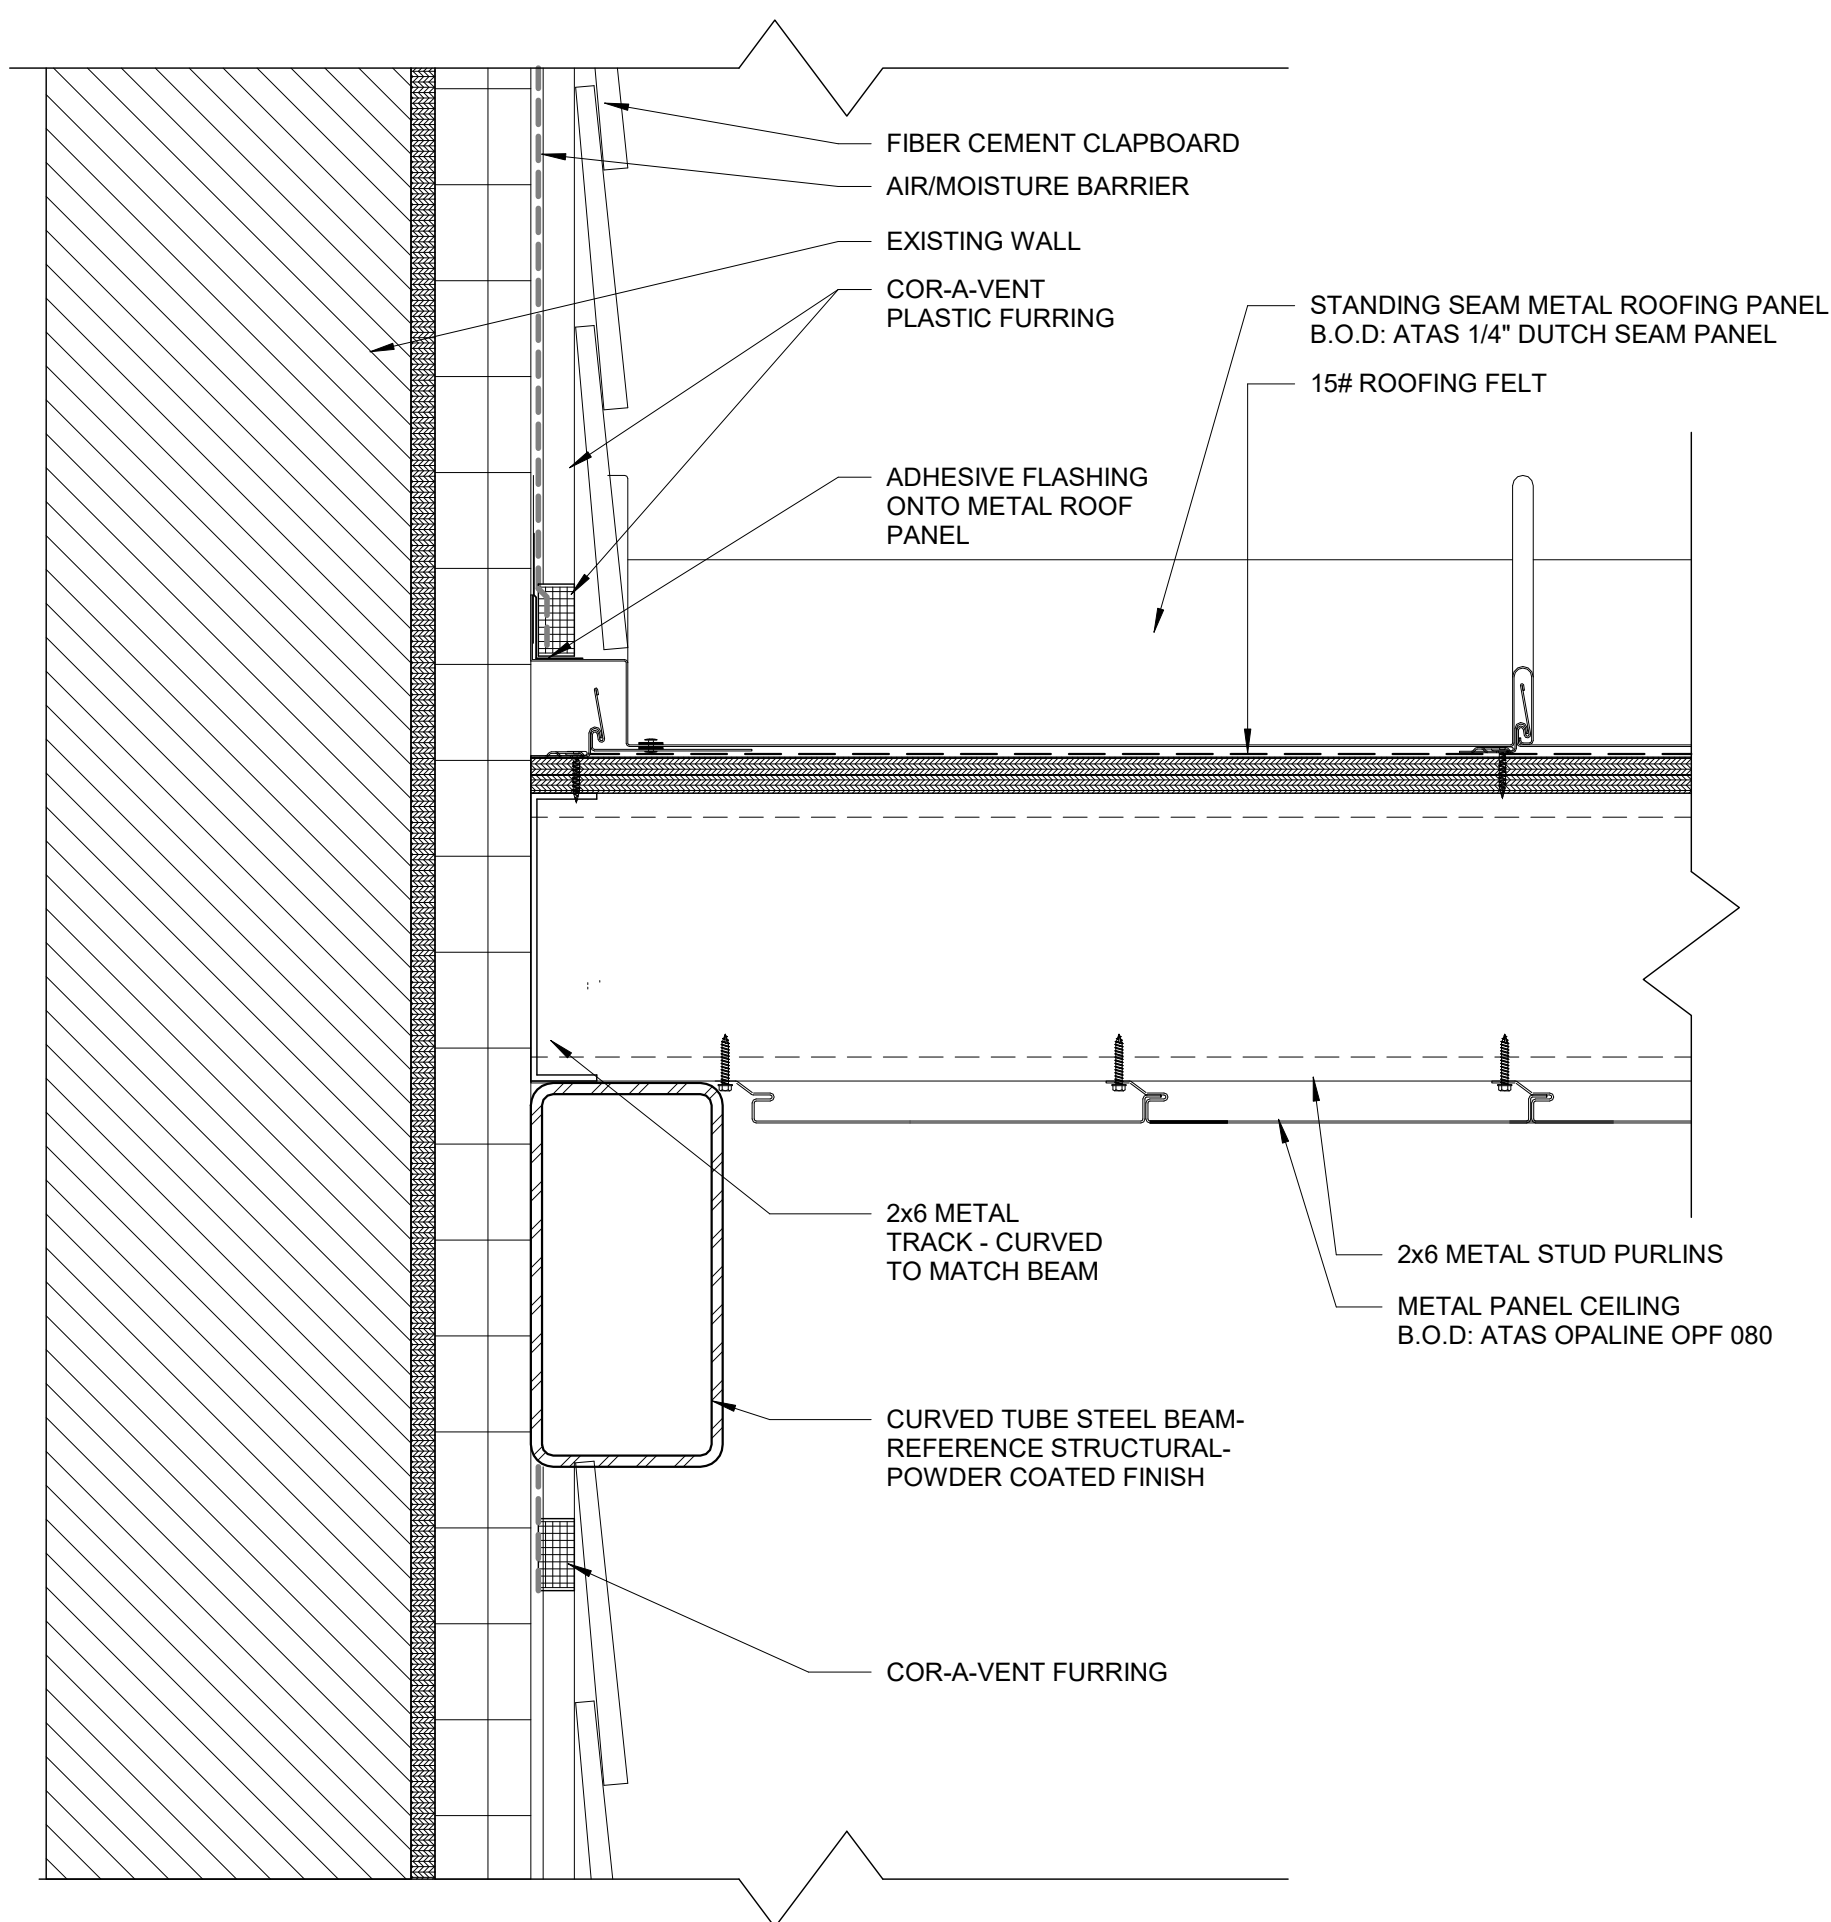 FIBER CEMENT CLAPBOARD
AIR/MOISTURE BARRIER
EXISTING WALL
COR-A-VENT
PLASTIC FURRING
STANDING SEAM METAL ROOFING PANEL
B.O.D: ATAS 1/4" DUTCH SEAM PANEL
15# ROOFING FELT
ADHESIVE FLASHING
ONTO METAL ROOF
PANEL
2x6 METAL
TRACK - CURVED
TO MATCH BEAM
2x6 METAL STUD PURLINS
METAL PANEL CEILING
B.O.D: ATAS OPALINE OPF 080
CURVED TUBE STEEL BEAM-
REFERENCE STRUCTURAL-
POWDER COATED FINISH
COR-A-VENT FURRING